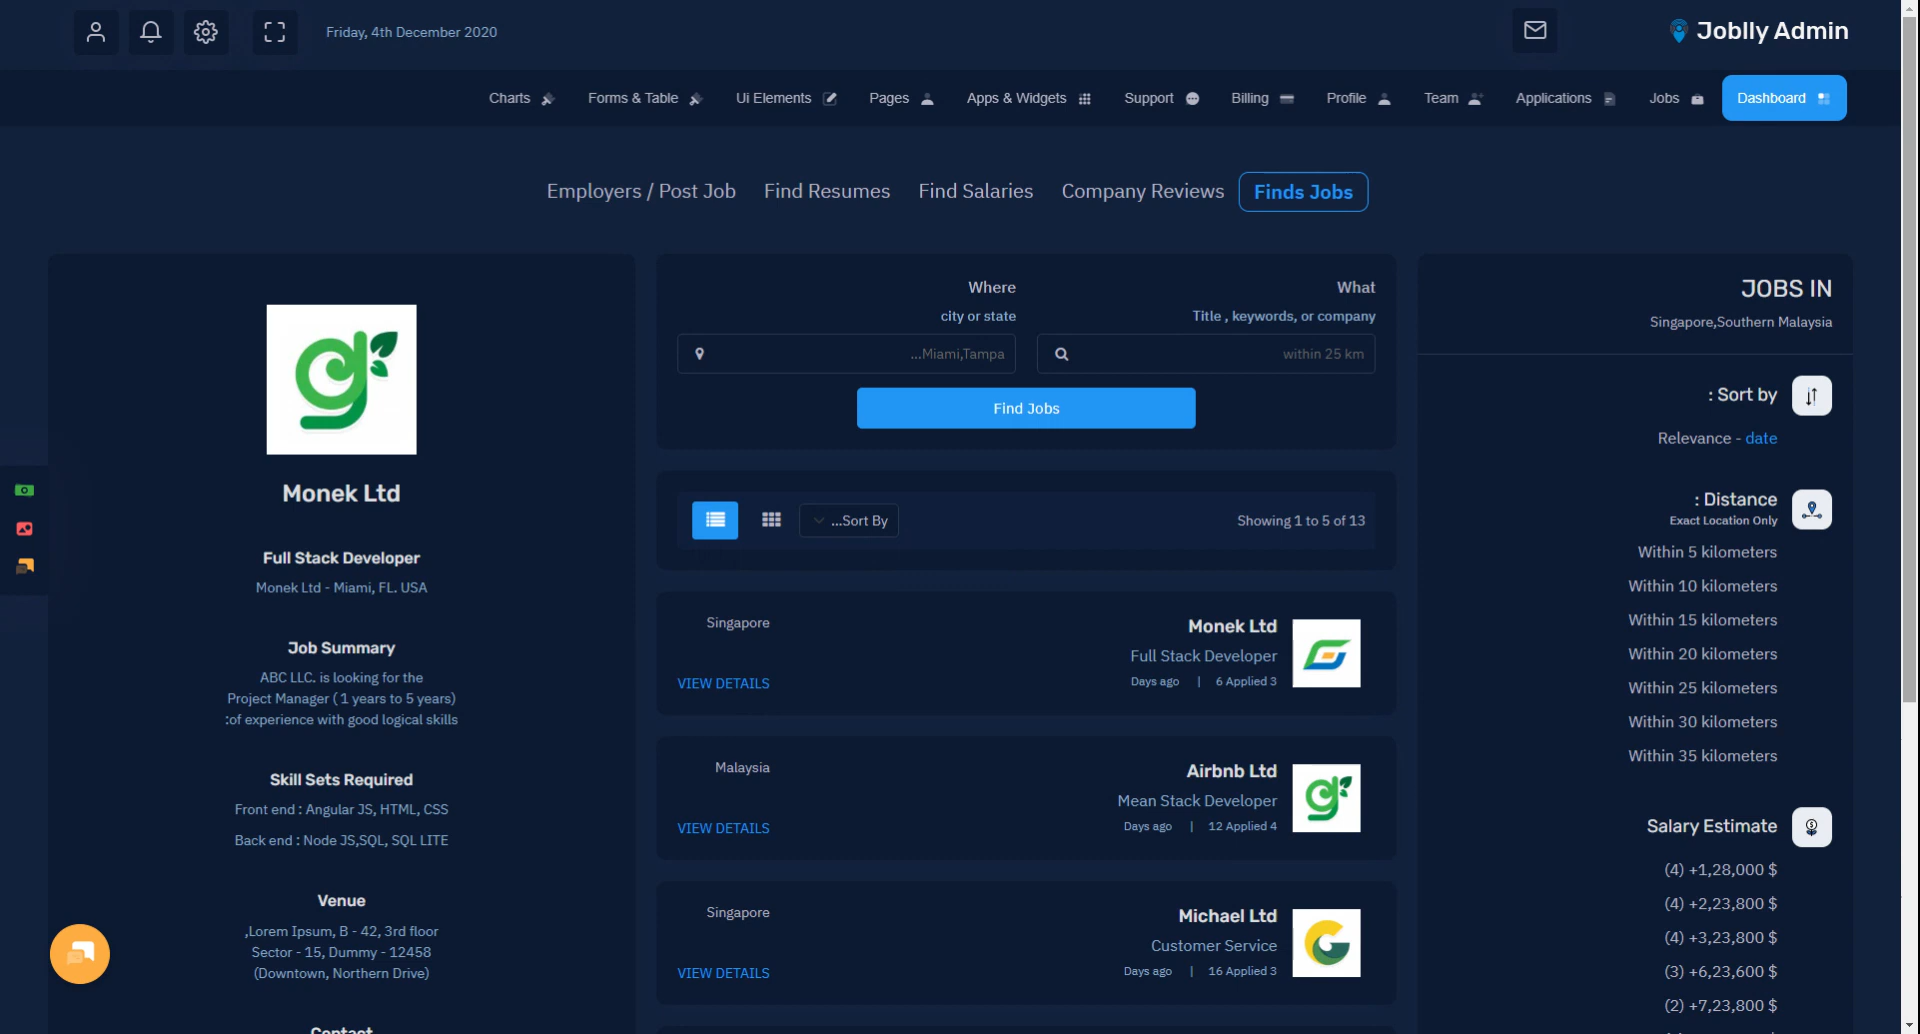 Friday, 4th December 2020
Joblly Admin
Charts
Forms & Table
Ui Elements
Pages
Apps & Widgets
Support
Billing
Profile
Team
Applications
Jobs
Dashboard
Employers / Post Job
Find Resumes
Find Salaries
Company Reviews
Finds Jobs
Monek Ltd
Full Stack Developer
Monek Ltd - Miami, FL. USA
Job Summary
ABC LLC. is looking for the
Project Manager ( 1 years to 5 years)
:of experience with good logical skills
Skill Sets Required
Front end : Angular JS, HTML, CSS
Back end : Node JS,SQL, SQL LITE
Venue
,Lorem Ipsum, B - 42, 3rd floor
Sector - 15, Dummy - 12458
(Downtown, Northern Drive)
Contact
Where
city or state
...Miami,Tampa
What
Title , keywords, or company
within 25 km
Find Jobs
...Sort By
Showing 1 to 5 of 13
Singapore
VIEW DETAILS
Monek Ltd
Full Stack Developer
Days ago | 6 Applied 3
Malaysia
VIEW DETAILS
Airbnb Ltd
Mean Stack Developer
Days ago | 12 Applied 4
Singapore
VIEW DETAILS
Michael Ltd
Customer Service
Days ago | 16 Applied 3
JOBS IN
Singapore,Southern Malaysia
: Sort by
Relevance - date
: Distance
Exact Location Only
Within 5 kilometers
Within 10 kilometers
Within 15 kilometers
Within 20 kilometers
Within 25 kilometers
Within 30 kilometers
Within 35 kilometers
Salary Estimate
(4) +1,28,000 $
(4) +2,23,800 $
(4) +3,23,800 $
(3) +6,23,600 $
(2) +7,23,800 $